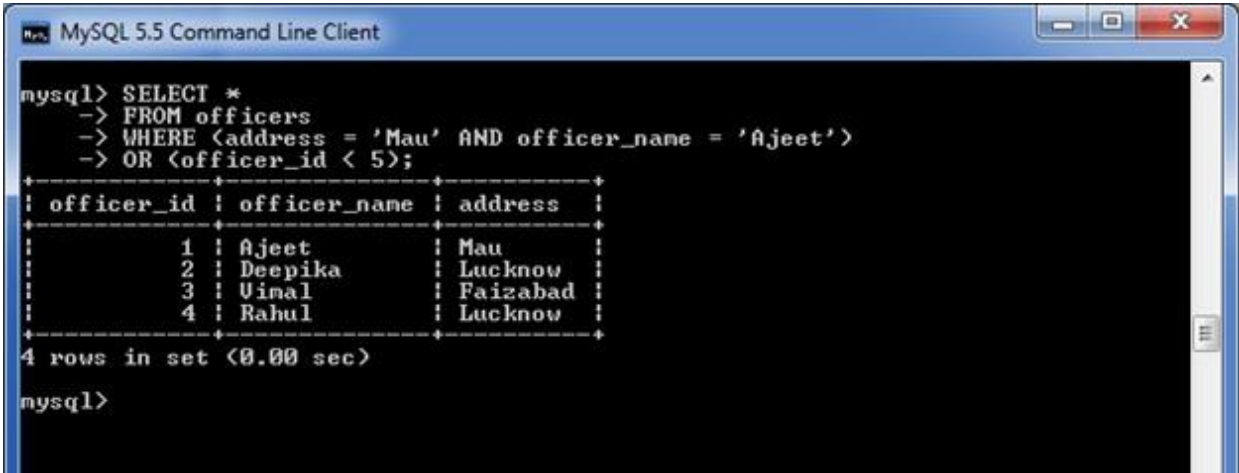 MySQL 5.5 Command Line Client
mysql> SELECT *
-> FROM officers
-> WHERE (address = 'Mau' AND officer_name = 'Ajeet')
-> OR (officer_id < 5);
+------------+--------------+----------+
| officer_id | officer_name | address |
+------------+--------------+----------+
| 1 | Ajeet | Mau |
| 2 | Deepika | Lucknow |
| 3 | Vimal | Faizabad |
| 4 | Rahul | Lucknow |
+------------+--------------+----------+
4 rows in set (0.00 sec)
mysql>